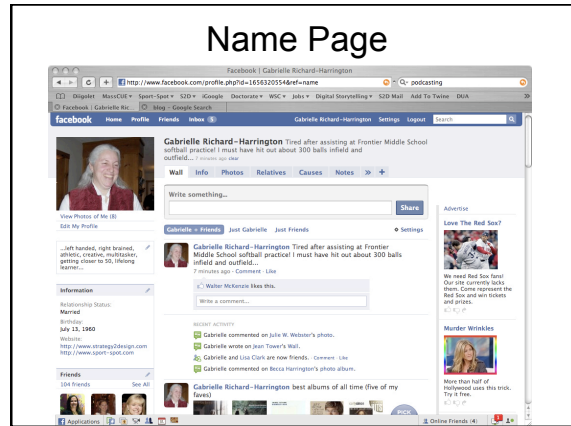 Name Page
Facebook | Gabrielle Richard-Harrington
http://www.facebook.com/profile.php?id=1656320554&ref=name
podcasting
Diigolet MassCUE Sport-Spot S2D iGoogle Doctorate WSC Jobs Digital Storytelling S2D Mail Add To Twine DUA
Facebook | Gabrielle Ric...
blog - Google Search
facebook Home Profile Friends Inbox 5 Gabrielle Richard-Harrington Settings Logout Search
Gabrielle Richard-Harrington Tired after assisting at Frontier Middle School
softball practice! I must have hit out about 300 balls infield and
outfield... 7 minutes ago clear
Wall Info Photos Relatives Causes Notes » +
Write something...
Share
Gabrielle + Friends Just Gabrielle Just Friends Settings
View Photos of Me (8)
Edit My Profile
...left handed, right brained,
athletic, creative, multitasker,
getting closer to 50, lifelong
learner...
Information
Relationship Status:
Married
Birthday:
July 13, 1960
Website:
http://www.strategy2design.com
http://www.sport-spot.com
Friends
104 friends See All
Gabrielle Richard-Harrington Tired after assisting at Frontier
Middle School softball practice! I must have hit out about 300 balls
infield and outfield...
7 minutes ago · Comment · Like
Walter McKenzie likes this.
Write a comment...
RECENT ACTIVITY
Gabrielle commented on Julie W. Webster's photo.
Gabrielle wrote on Jean Tower's Wall.
Gabrielle and Lisa Clark are now friends. · Comment · Like
Gabrielle commented on Becca Harrington's photo album.
Gabrielle Richard-Harrington best albums of all time (five of my
faves)
PICK
Advertise
Love The Red Sox?
We need Red Sox fans!
Our site currently lacks
them. Come represent the
Red Sox and win tickets
and prizes.
Murder Wrinkles
More than half of
Hollywood uses this trick.
Try it free.
Applications
Online Friends (4)